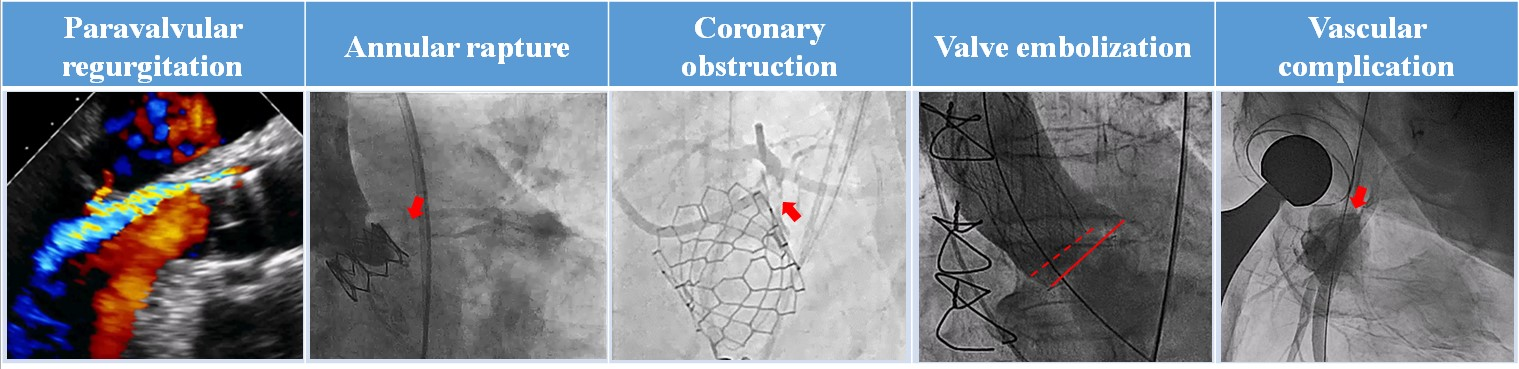 Paravalvular
regurgitation
Annular rapture
Coronary
obstruction
Valve embolization
Vascular
complication